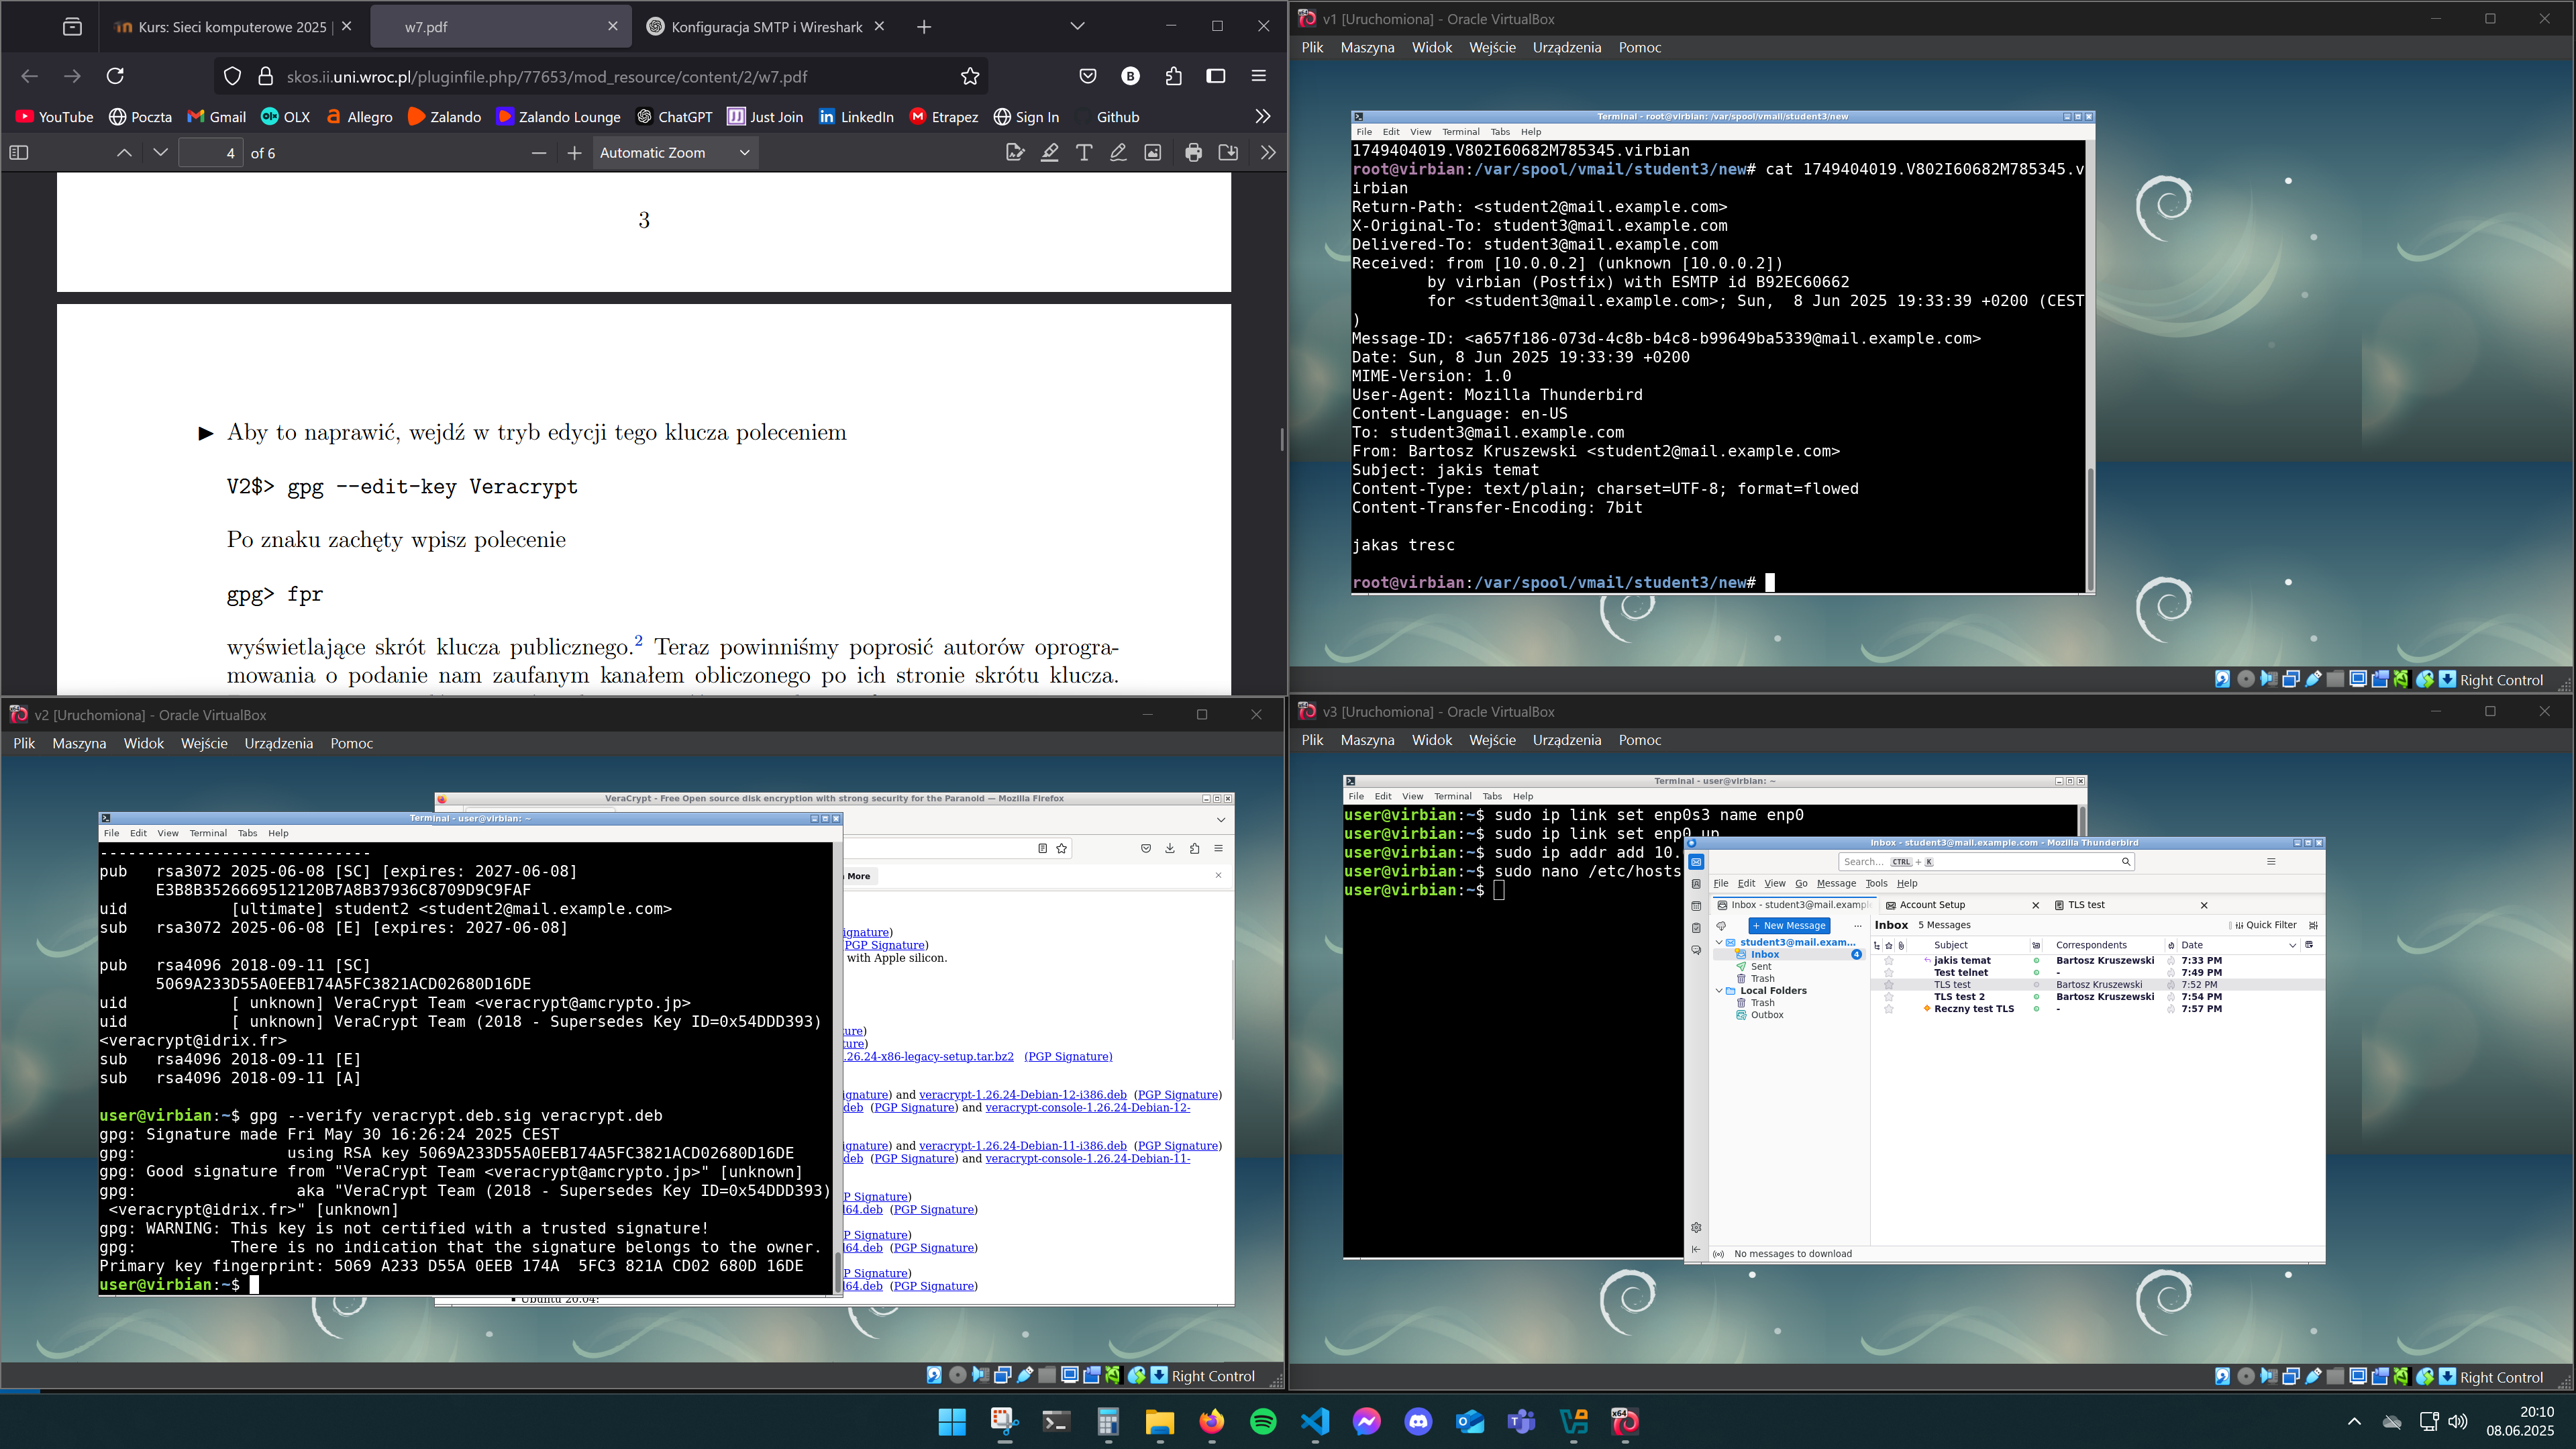 Kurs: Sieci komputerowe 2025 |
w7.pdf
Konfiguracja SMTP i Wireshark
skos.ii.uni.wroc.pl/pluginfile.php/77653/mod_resource/content/2/w7.pdf
YouTube Poczta Gmail OLX Allegro Zalando Zalando Lounge ChatGPT Just Join LinkedIn Etrapez Sign In Github
4 of 6 Automatic Zoom
3
► Aby to naprawić, wejdź w tryb edycji tego klucza poleceniem
V2$> gpg --edit-key Veracrypt
Po znaku zachęty wpisz polecenie
gpg> fpr
wyświetlające skrót klucza publicznego.2 Teraz powinniśmy poprosić autorów oprogra-
mowania o podanie nam zaufanym kanałem obliczonego po ich stronie skrótu klucza.
v1 [Uruchomiona] - Oracle VirtualBox
Plik Maszyna Widok Wejście Urządzenia Pomoc
Terminal - root@virbian: /var/spool/vmail/student3/new
File Edit View Terminal Tabs Help
1749404019.V802I60682M785345.virbian
root@virbian:/var/spool/vmail/student3/new# cat 1749404019.V802I60682M785345.v
irbian
Return-Path: <student2@mail.example.com>
X-Original-To: student3@mail.example.com
Delivered-To: student3@mail.example.com
Received: from [10.0.0.2] (unknown [10.0.0.2])
by virbian (Postfix) with ESMTP id B92EC60662
for <student3@mail.example.com>; Sun,  8 Jun 2025 19:33:39 +0200 (CEST
)
Message-ID: <a657f186-073d-4c8b-b4c8-b99649ba5339@mail.example.com>
Date: Sun, 8 Jun 2025 19:33:39 +0200
MIME-Version: 1.0
User-Agent: Mozilla Thunderbird
Content-Language: en-US
To: student3@mail.example.com
From: Bartosz Kruszewski <student2@mail.example.com>
Subject: jakis temat
Content-Type: text/plain; charset=UTF-8; format=flowed
Content-Transfer-Encoding: 7bit
jakas tresc
root@virbian:/var/spool/vmail/student3/new#
Right Control
v2 [Uruchomiona] - Oracle VirtualBox
Plik Maszyna Widok Wejście Urządzenia Pomoc
VeraCrypt - Free Open source disk encryption with strong security for the Paranoid — Mozilla Firefox
Terminal - user@virbian: ~
File Edit View Terminal Tabs Help
-----------------------------
pub   rsa3072 2025-06-08 [SC] [expires: 2027-06-08]
E3B8B3526669512120B7A8B37936C8709D9C9FAF
uid           [ultimate] student2 <student2@mail.example.com>
sub   rsa3072 2025-06-08 [E] [expires: 2027-06-08]
pub   rsa4096 2018-09-11 [SC]
5069A233D55A0EEB174A5FC3821ACD02680D16DE
uid           [ unknown] VeraCrypt Team <veracrypt@amcrypto.jp>
uid           [ unknown] VeraCrypt Team (2018 - Supersedes Key ID=0x54DDD393)
<veracrypt@idrix.fr>
sub   rsa4096 2018-09-11 [E]
sub   rsa4096 2018-09-11 [A]
user@virbian:~$ gpg --verify veracrypt.deb.sig veracrypt.deb
gpg: Signature made Fri May 30 16:26:24 2025 CEST
gpg:                using RSA key 5069A233D55A0EEB174A5FC3821ACD02680D16DE
gpg: Good signature from "VeraCrypt Team <veracrypt@amcrypto.jp>" [unknown]
gpg:                 aka "VeraCrypt Team (2018 - Supersedes Key ID=0x54DDD393)
<veracrypt@idrix.fr>" [unknown]
gpg: WARNING: This key is not certified with a trusted signature!
gpg:          There is no indication that the signature belongs to the owner.
Primary key fingerprint: 5069 A233 D55A 0EEB 174A  5FC3 821A CD02 680D 16DE
user@virbian:~$
More
ignature)
(PGP Signature)
with Apple silicon.
ure)
ature)
.26.24-x86-legacy-setup.tar.bz2 (PGP Signature)
ignature) and veracrypt-1.26.24-Debian-12-i386.deb (PGP Signature)
deb (PGP Signature) and veracrypt-console-1.26.24-Debian-12-
ignature) and veracrypt-1.26.24-Debian-11-i386.deb (PGP Signature)
deb (PGP Signature) and veracrypt-console-1.26.24-Debian-11-
GP Signature)
d64.deb (PGP Signature)
GP Signature)
d64.deb (PGP Signature)
GP Signature)
d64.deb (PGP Signature)
Ubuntu 20.04:
Right Control
v3 [Uruchomiona] - Oracle VirtualBox
Plik Maszyna Widok Wejście Urządzenia Pomoc
Terminal - user@virbian: ~
File Edit View Terminal Tabs Help
user@virbian:~$ sudo ip link set enp0s3 name enp0
user@virbian:~$ sudo ip link set enp0 up
user@virbian:~$ sudo ip addr add 10.
user@virbian:~$ sudo nano /etc/hosts
user@virbian:~$
Inbox - student3@mail.example.com - Mozilla Thunderbird
Search... CTRL + K
File Edit View Go Message Tools Help
Inbox - student3@mail.exampl
Account Setup
TLS test
+ New Message
Inbox 5 Messages
Quick Filter
student3@mail.exam...
Inbox 4
Sent
Trash
Local Folders
Trash
Outbox
Subject Correspondents Date
jakis temat Bartosz Kruszewski 7:33 PM
Test telnet - 7:49 PM
TLS test Bartosz Kruszewski 7:52 PM
TLS test 2 Bartosz Kruszewski 7:54 PM
Reczny test TLS - 7:57 PM
No messages to download
Right Control
20:10
08.06.2025